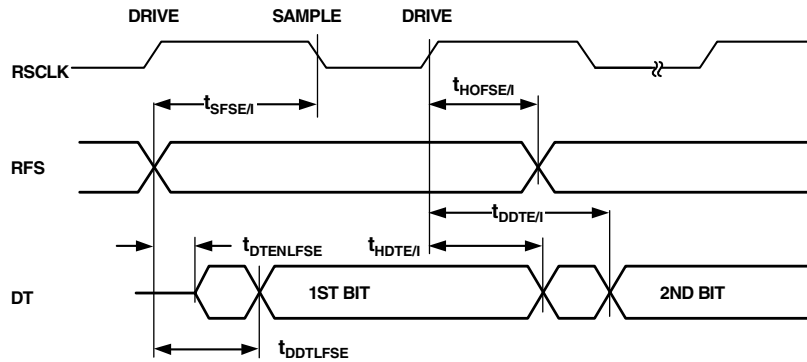 DRIVE SAMPLE DRIVE
RSCLK
tSFSE/I tHOFSE/I
RFS
tDDTE/I
tDTENLFSE tHDTE/I
DT 1ST BIT 2ND BIT
tDDTLFSE